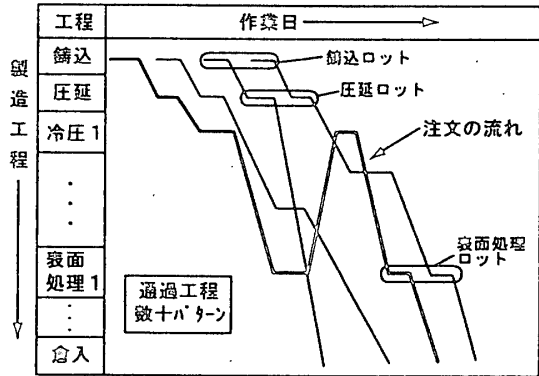 工程
作業日
鋳込
圧延
冷圧1
・
・
・
表面
処理1
・
・
・
倉入
製造工程
鋳込ロット
圧延ロット
注文の流れ
表面処理
ロット
通過工程
数十パターン